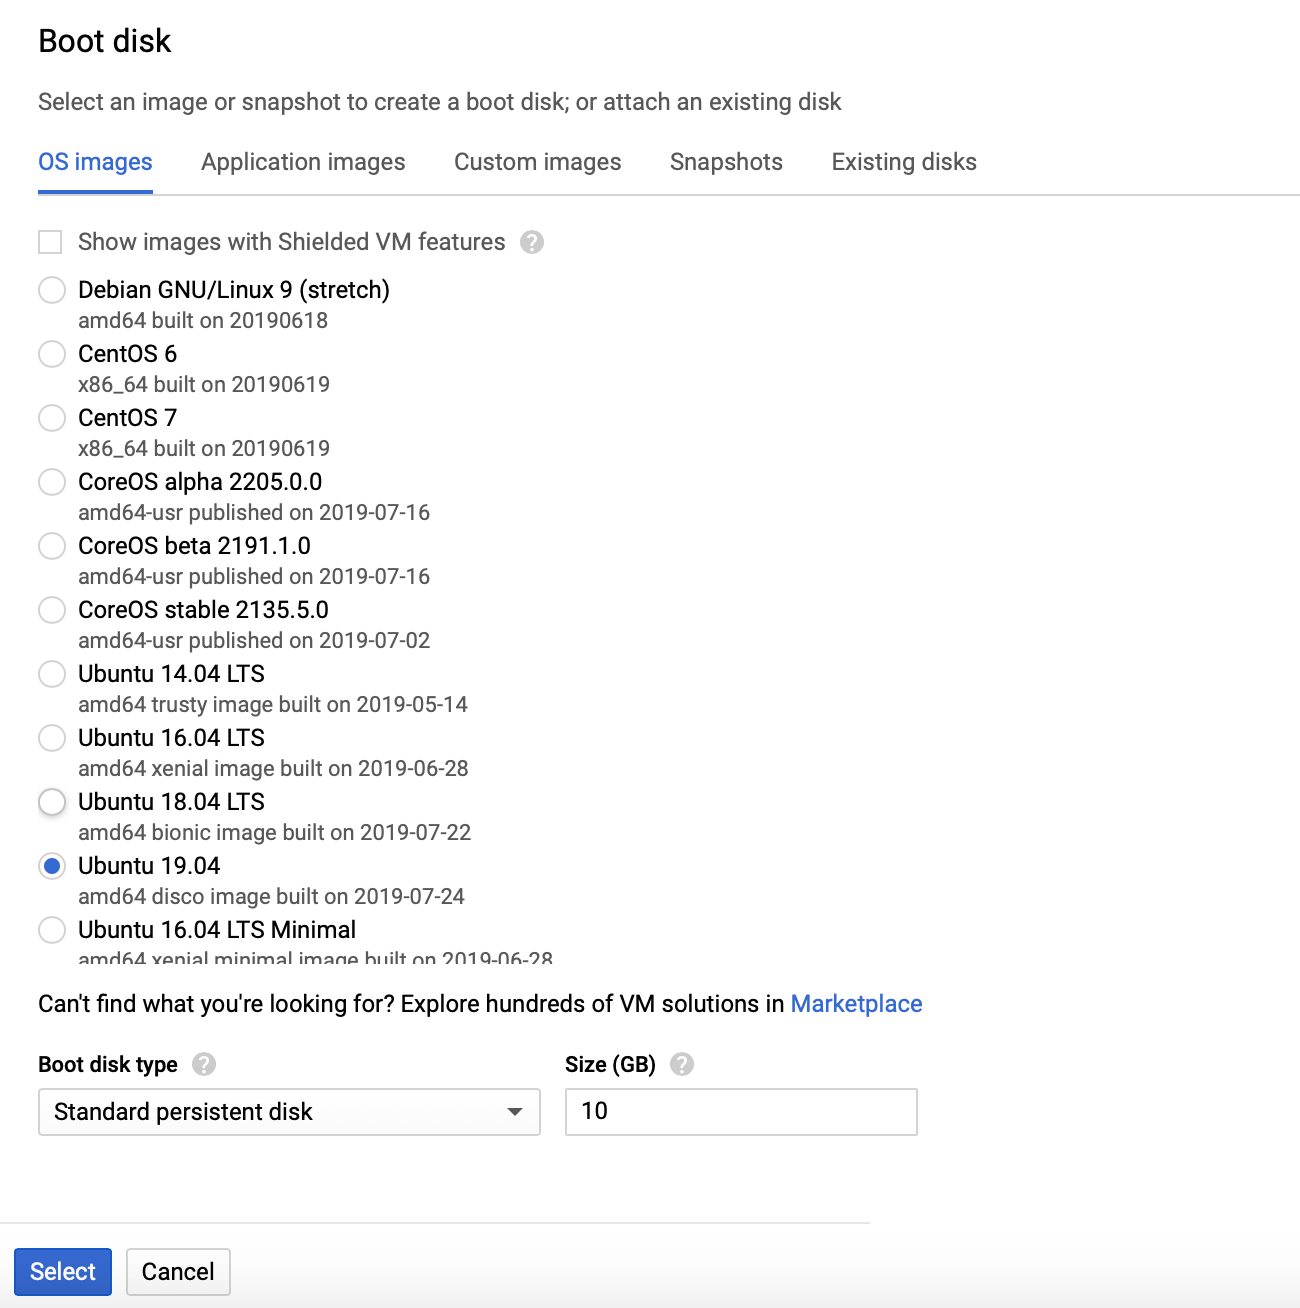 Boot disk
Select an image or snapshot to create a boot disk; or attach an existing disk
OS images Application images Custom images Snapshots Existing disks
Show images with Shielded VM features ?
Debian GNU/Linux 9 (stretch)
amd64 built on 20190618
CentOS 6
x86_64 built on 20190619
CentOS 7
x86_64 built on 20190619
CoreOS alpha 2205.0.0
amd64-usr published on 2019-07-16
CoreOS beta 2191.1.0
amd64-usr published on 2019-07-16
CoreOS stable 2135.5.0
amd64-usr published on 2019-07-02
Ubuntu 14.04 LTS
amd64 trusty image built on 2019-05-14
Ubuntu 16.04 LTS
amd64 xenial image built on 2019-06-28
Ubuntu 18.04 LTS
amd64 bionic image built on 2019-07-22
Ubuntu 19.04
amd64 disco image built on 2019-07-24
Ubuntu 16.04 LTS Minimal
amd64 xenial minimal image built on 2019-06-28
Can't find what you're looking for? Explore hundreds of VM solutions in Marketplace
Boot disk type ? Size (GB) ?
Standard persistent disk 10
Select Cancel